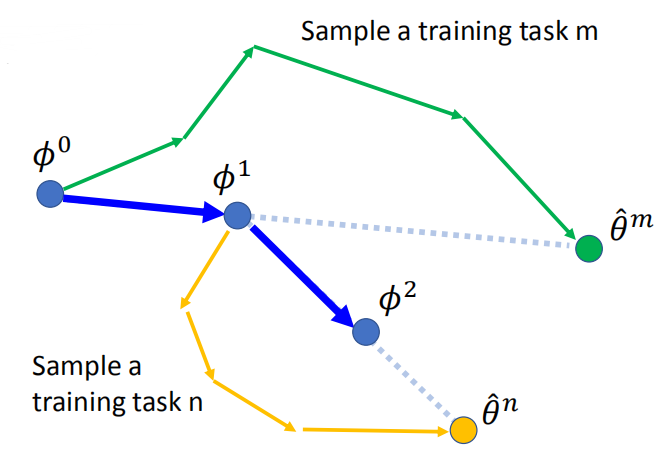 Sample a training task m
ϕ⁰
ϕ¹
θ̂ᵐ
ϕ²
Sample a
training task n
θ̂ⁿ